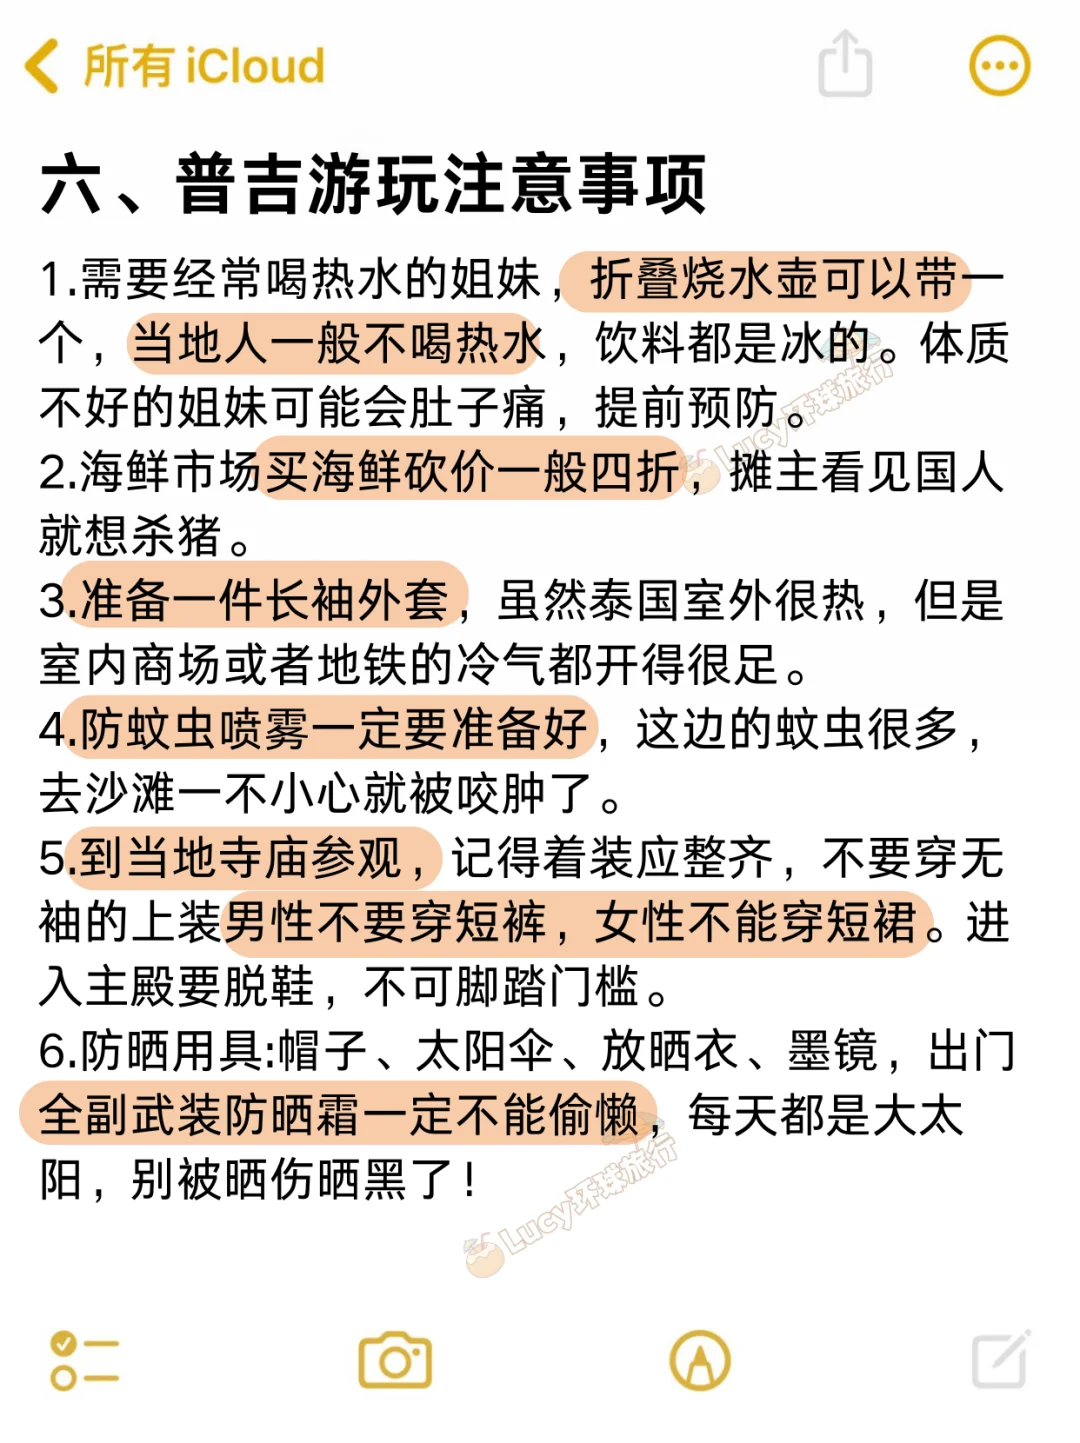 所有 iCloud
六、普吉游玩注意事项
1.需要经常喝热水的姐妹，折叠烧水壶可以带一
个，当地人一般不喝热水，饮料都是冰的。体质
不好的姐妹可能会肚子痛，提前预防。
2.海鲜市场买海鲜砍价一般四折，摊主看见国人
就想杀猪。
3.准备一件长袖外套，虽然泰国室外很热，但是
室内商场或者地铁的冷气都开得很足。
4.防蚊虫喷雾一定要准备好，这边的蚊虫很多，
去沙滩一不小心就被咬肿了。
5.到当地寺庙参观，记得着装应整齐，不要穿无
袖的上装男性不要穿短裤，女性不能穿短裙。进
入主殿要脱鞋，不可脚踏门槛。
6.防晒用具:帽子、太阳伞、放晒衣、墨镜，出门
全副武装防晒霜一定不能偷懒，每天都是大太
阳，别被晒伤晒黑了!
Lucy环球旅行
Lucy环球旅行